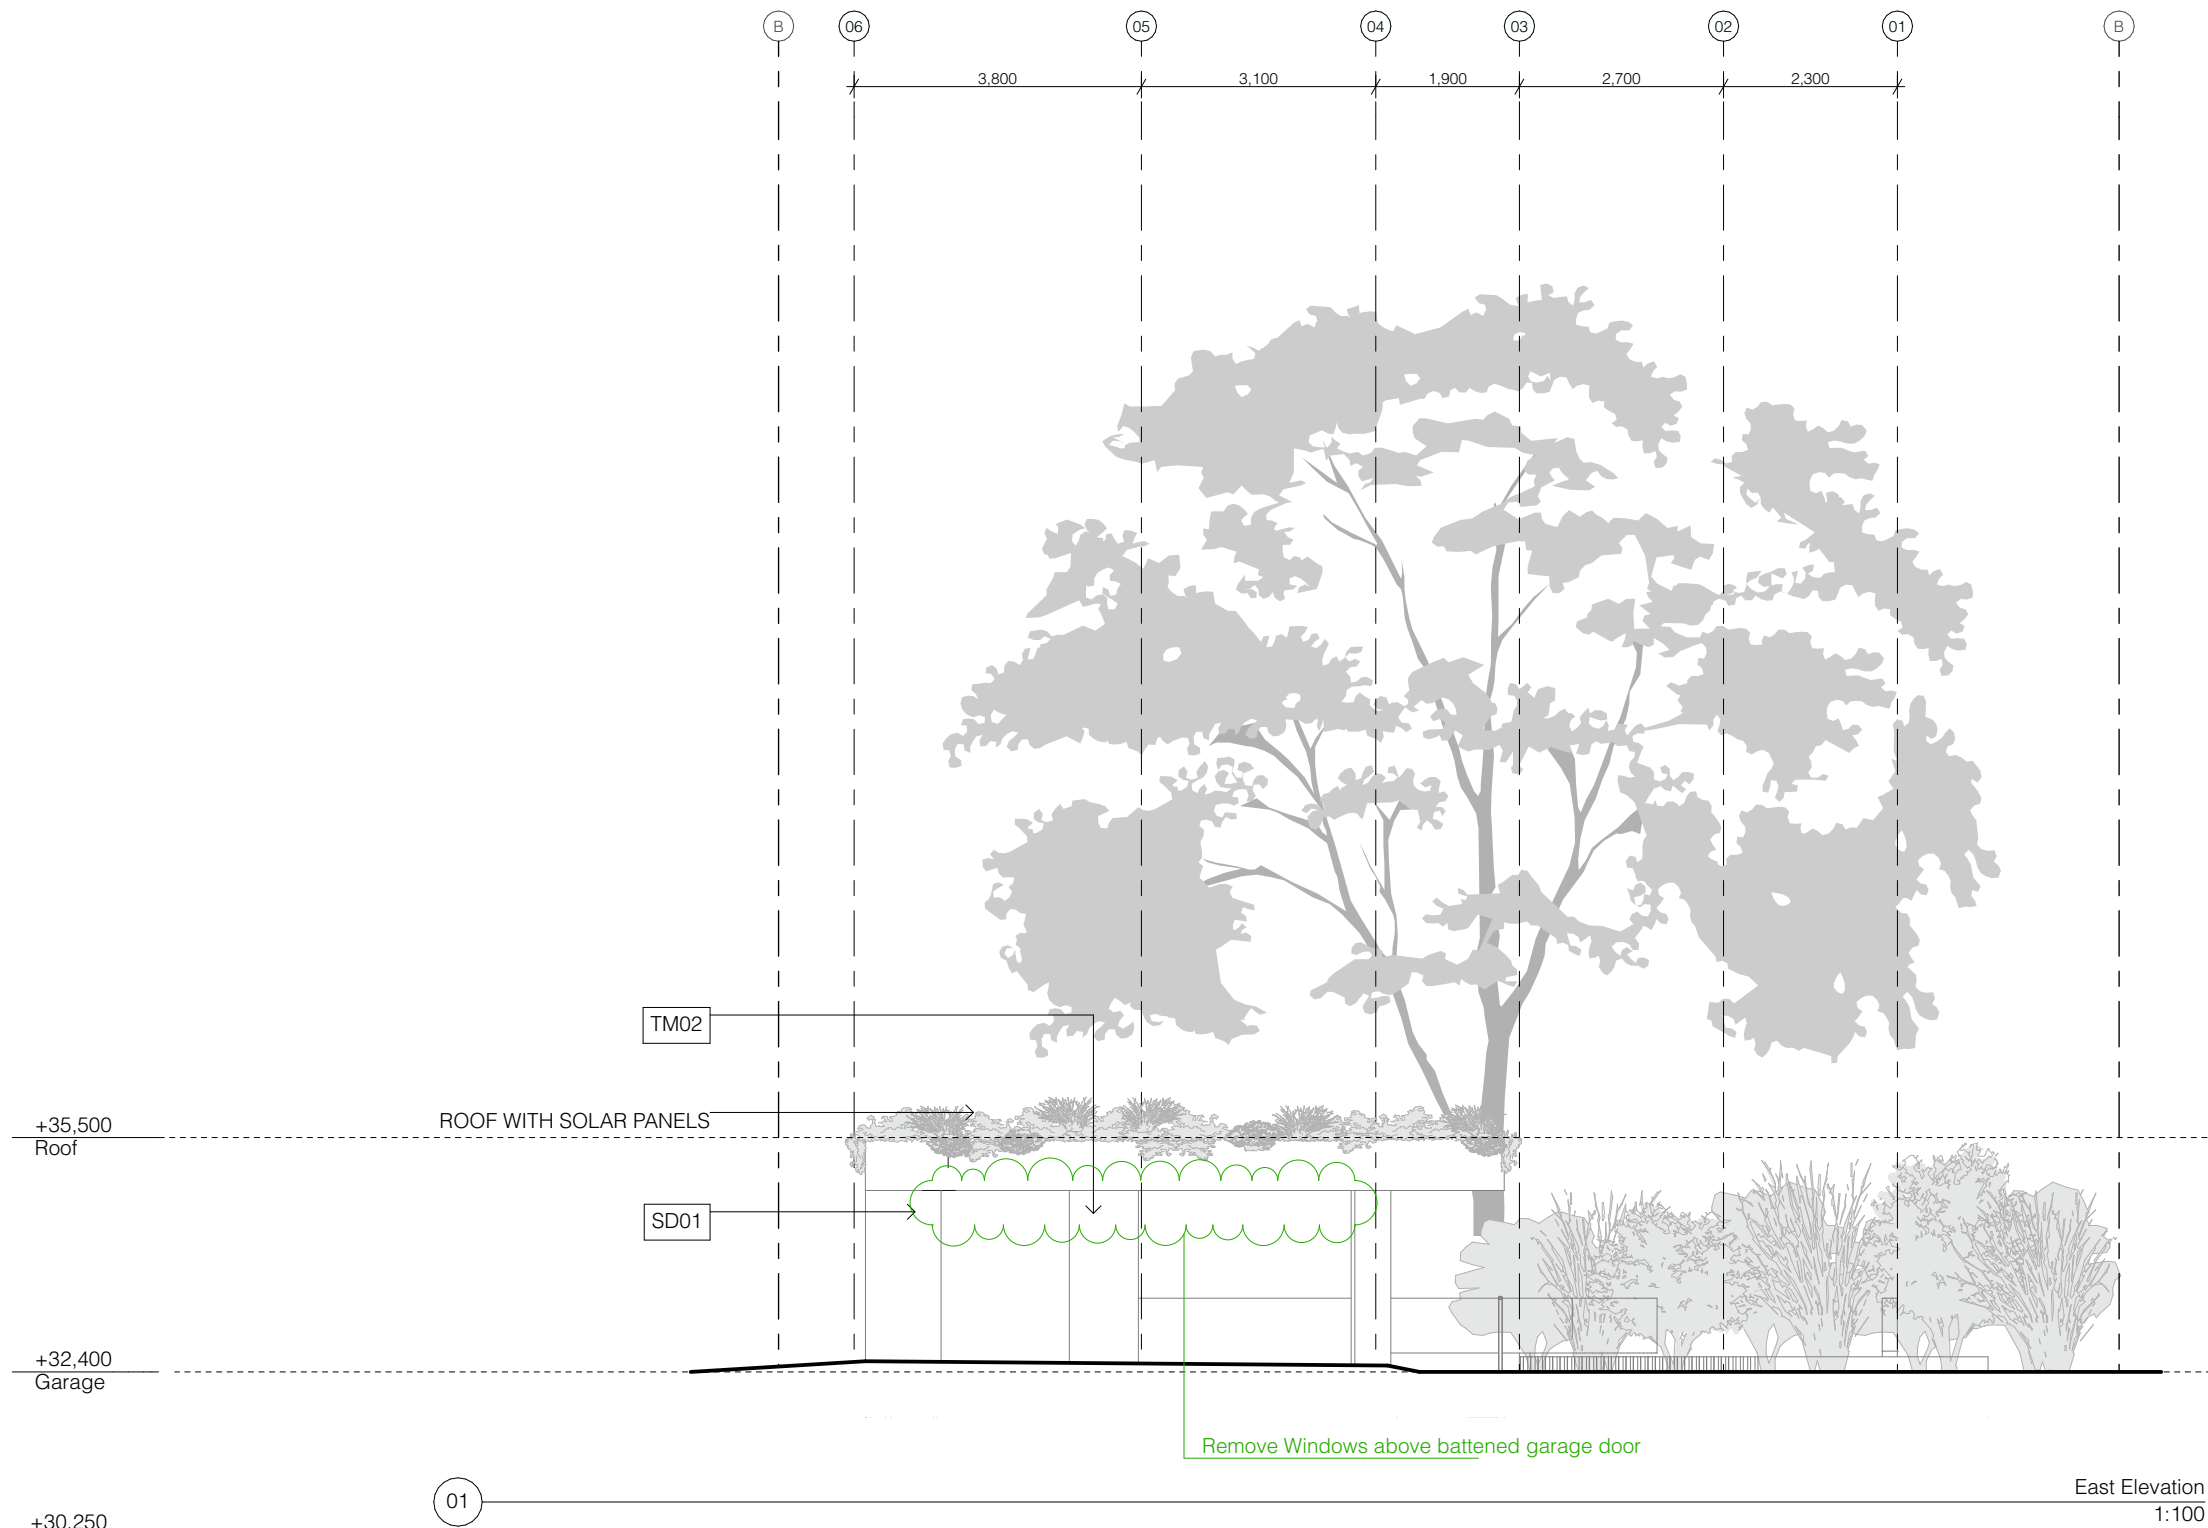 B
06
05
04
03
02
01
B
3,800
3,100
1,900
2,700
2,300
TM02
ROOF WITH SOLAR PANELS
+35,500
Roof
SD01
+32,400
Garage
Remove Windows above battened garage door
01
East Elevation
1:100
+30,250